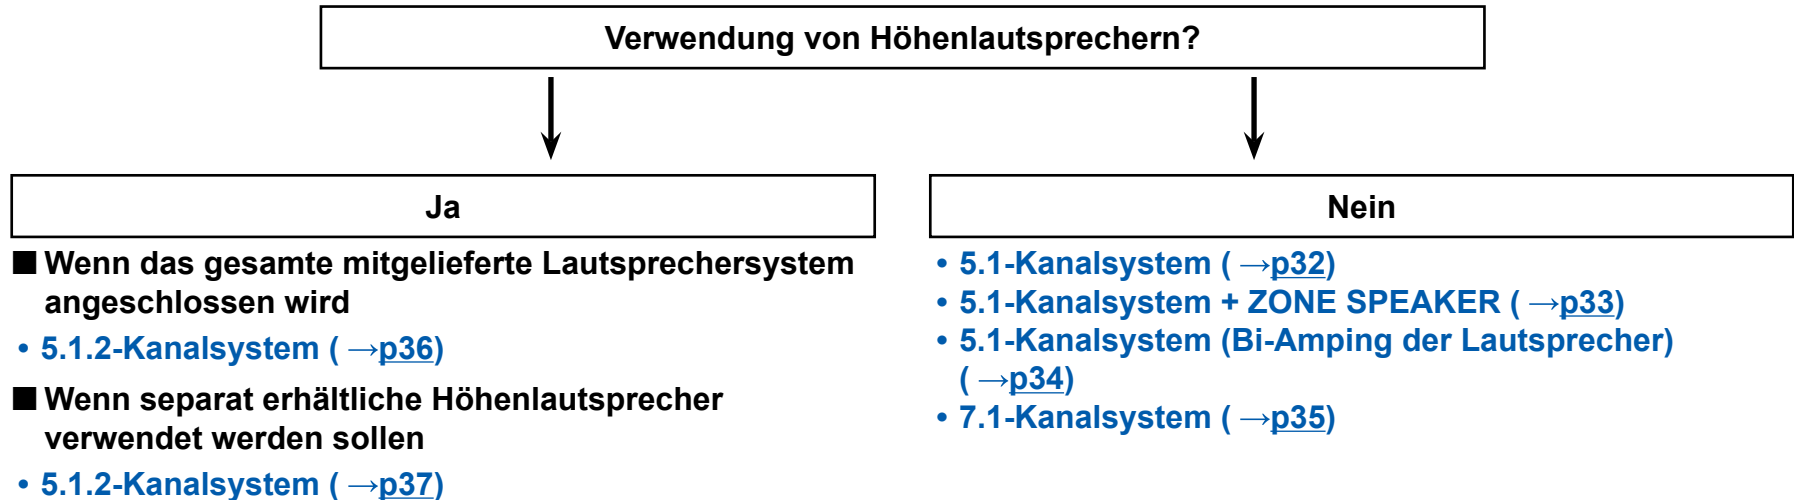 Verwendung von Höhenlautsprechern?
Ja
■ Wenn das gesamte mitgelieferte Lautsprechersystem
angeschlossen wird
• 5.1.2-Kanalsystem ( →p36)
■ Wenn separat erhältliche Höhenlautsprecher
verwendet werden sollen
• 5.1.2-Kanalsystem ( →p37)
Nein
• 5.1-Kanalsystem ( →p32)
• 5.1-Kanalsystem + ZONE SPEAKER ( →p33)
• 5.1-Kanalsystem (Bi-Amping der Lautsprecher)
( →p34)
• 7.1-Kanalsystem ( →p35)